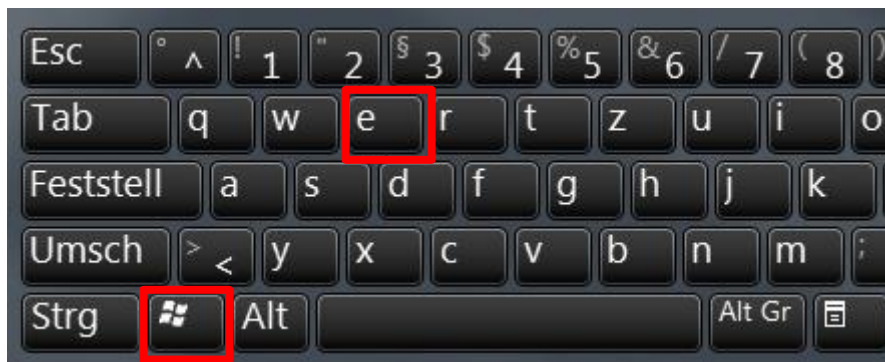 Esc ° ^ ! 1 " 2 § 3 $ 4 % 5 & 6 / 7 ( 8 )
Tab q w e r t z u i o
Feststell a s d f g h j k
Umsch > < y x c v b n m ;
Strg Alt Alt Gr